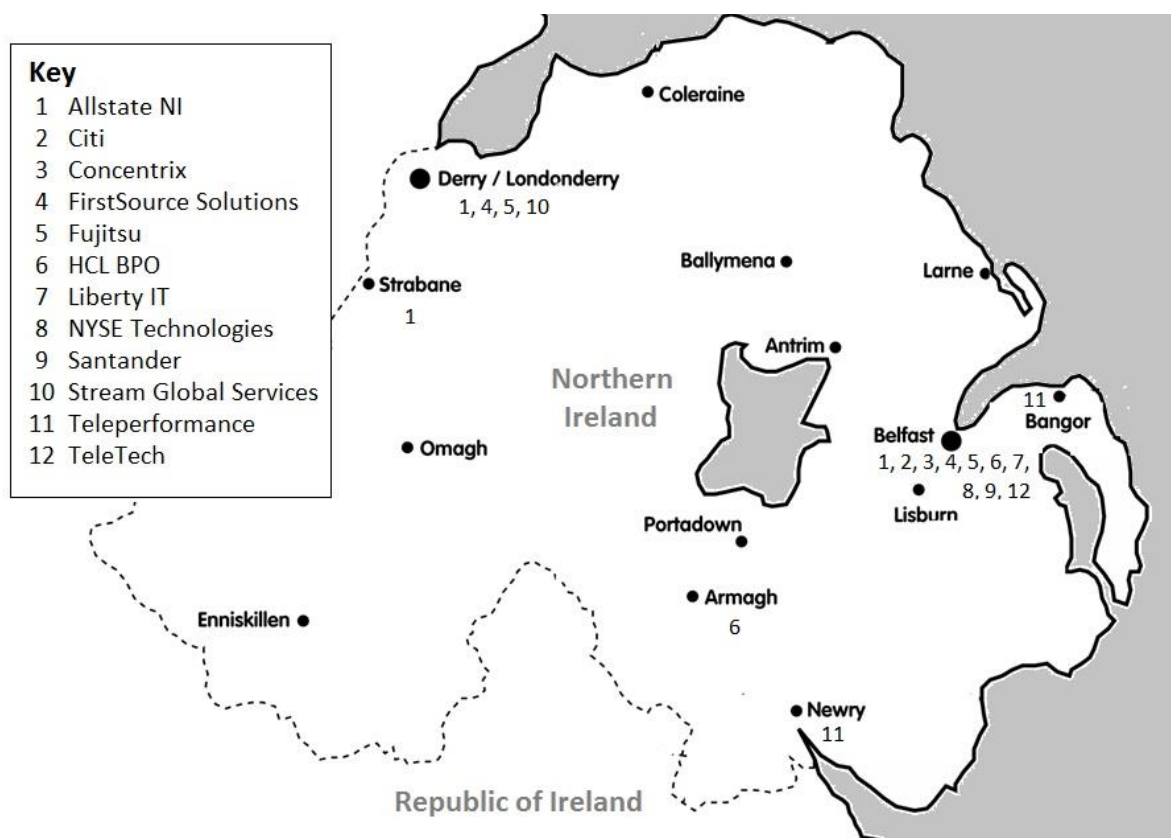 Key
1 Allstate NI
2 Citi
3 Concentrix
4 FirstSource Solutions
5 Fujitsu
6 HCL BPO
7 Liberty IT
8 NYSE Technologies
9 Santander
10 Stream Global Services
11 Teleperformance
12 TeleTech
Coleraine
Derry / Londonderry
1, 4, 5, 10
Strabane
1
Ballymena
Larne
Antrim
Northern
Ireland
11
Bangor
Belfast
1, 2, 3, 4, 5, 6, 7,
8, 9, 12
Lisburn
Omagh
Portadown
Armagh
6
Enniskillen
Newry
11
Republic of Ireland